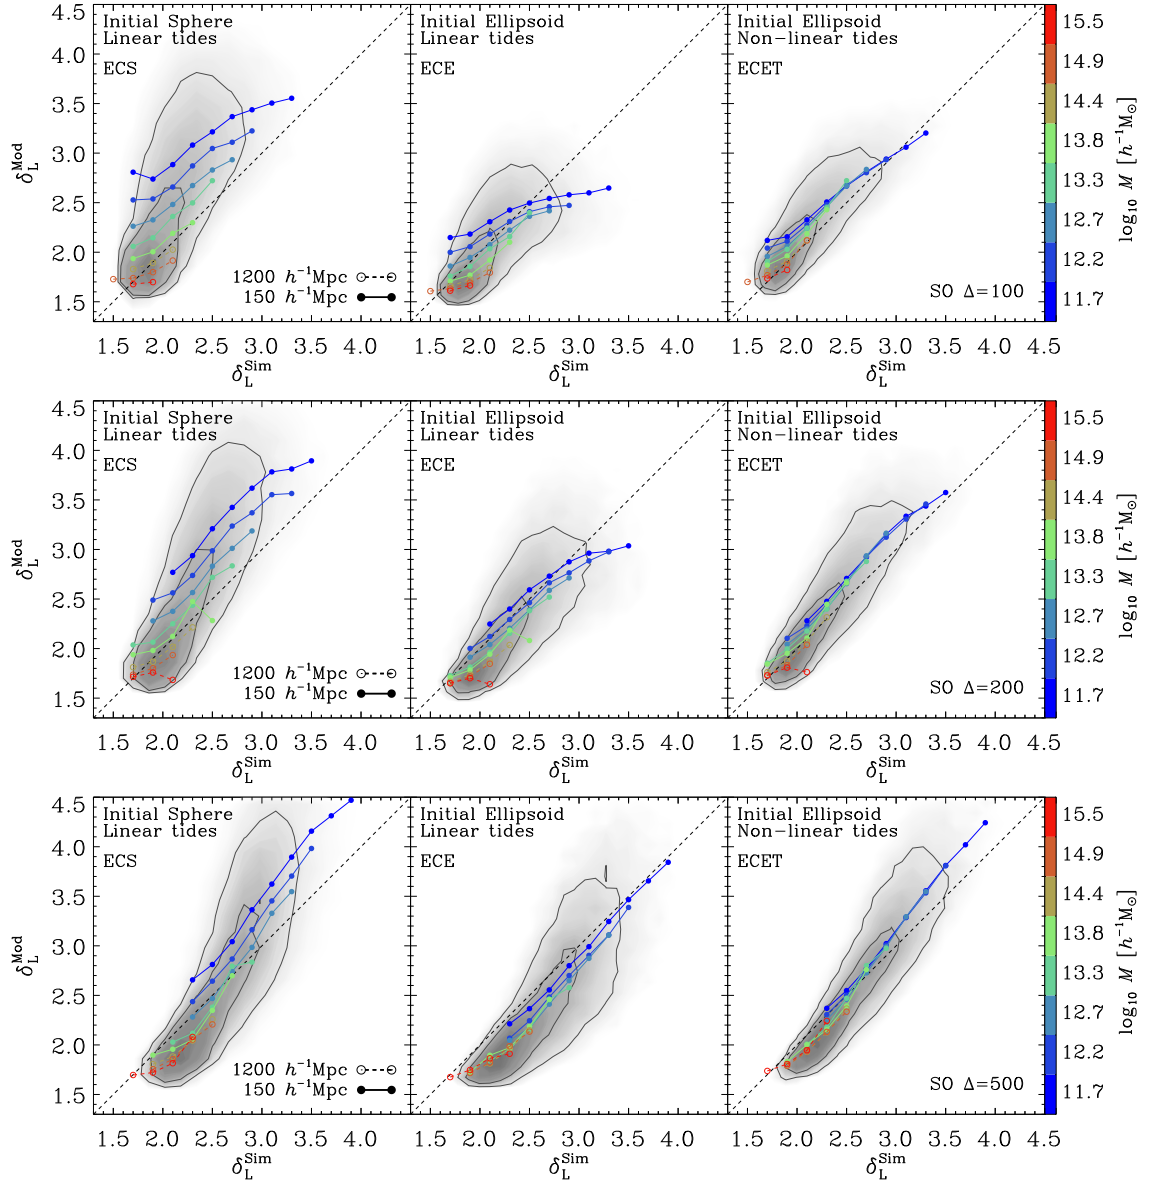 Initial Sphere
Linear tides
ECS
Initial Ellipsoid
Linear tides
ECE
Initial Ellipsoid
Non-linear tides
ECET
4.5
4.0
3.5
3.0
2.5
2.0
1.5
δ_L^Mod
1200 h⁻¹Mpc
150 h⁻¹Mpc
SO Δ=100
15.5
14.9
14.4
13.8
13.3
12.7
12.2
11.7
log₁₀ M [h⁻¹M⊙]
1.5 2.0 2.5 3.0 3.5 4.0 1.5 2.0 2.5 3.0 3.5 4.0 1.5 2.0 2.5 3.0 3.5 4.0 4.5
δ_L^Sim δ_L^Sim δ_L^Sim
Initial Sphere
Linear tides
ECS
Initial Ellipsoid
Linear tides
ECE
Initial Ellipsoid
Non-linear tides
ECET
4.5
4.0
3.5
3.0
2.5
2.0
1.5
δ_L^Mod
1200 h⁻¹Mpc
150 h⁻¹Mpc
SO Δ=200
15.5
14.9
14.4
13.8
13.3
12.7
12.2
11.7
log₁₀ M [h⁻¹M⊙]
1.5 2.0 2.5 3.0 3.5 4.0 1.5 2.0 2.5 3.0 3.5 4.0 1.5 2.0 2.5 3.0 3.5 4.0 4.5
δ_L^Sim δ_L^Sim δ_L^Sim
Initial Sphere
Linear tides
ECS
Initial Ellipsoid
Linear tides
ECE
Initial Ellipsoid
Non-linear tides
ECET
4.5
4.0
3.5
3.0
2.5
2.0
1.5
δ_L^Mod
1200 h⁻¹Mpc
150 h⁻¹Mpc
SO Δ=500
15.5
14.9
14.4
13.8
13.3
12.7
12.2
11.7
log₁₀ M [h⁻¹M⊙]
1.5 2.0 2.5 3.0 3.5 4.0 1.5 2.0 2.5 3.0 3.5 4.0 1.5 2.0 2.5 3.0 3.5 4.0 4.5
δ_L^Sim δ_L^Sim δ_L^Sim